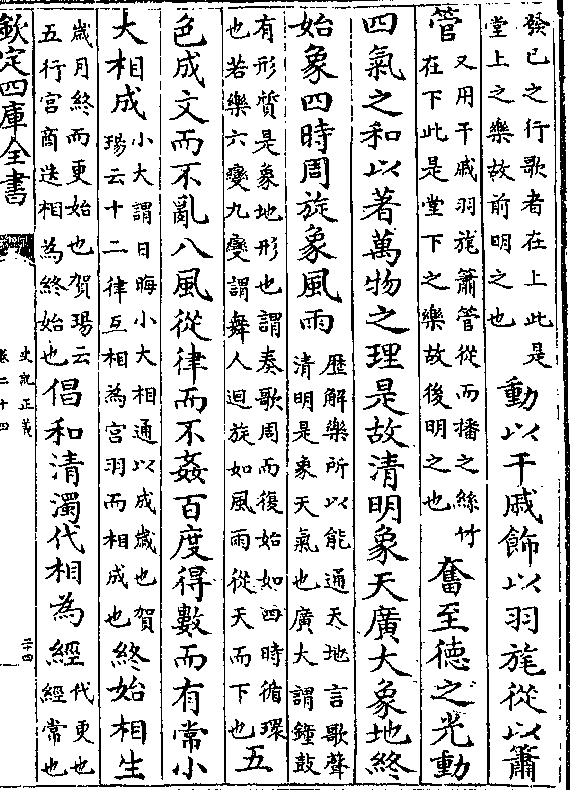 發已之行歌者在上此是
堂上之樂故前明之也
動以干戚飾以羽旄從以簫
管
又用干戚羽旄簫管從而播之絲竹
在下此是堂下之樂故後明之也
奮至德之光動
四氣之和以著萬物之理是故清明象天廣大象地終
始象四時周旋象風雨
歷解樂所以能通天地言歌聲
清明是象天氣也廣大謂鐘鼓
有形質是象地形也謂奏歌周而復始如四時循環
也若樂六變九變謂舞人迴旋如風雨從天而下也
五
色成文而不亂八風從律而不姦百度得數而有常小
大相成
小大謂日晦小大相通以成歲也賀
瑒云十二律互相為宮羽而相成也
終始相生
歲月終而更始也賀瑒云
五行宮商迭相為終始也
倡和清濁代相為經
代更也
經常也
欽定四庫全書
史記正義
卷二十四
二十四